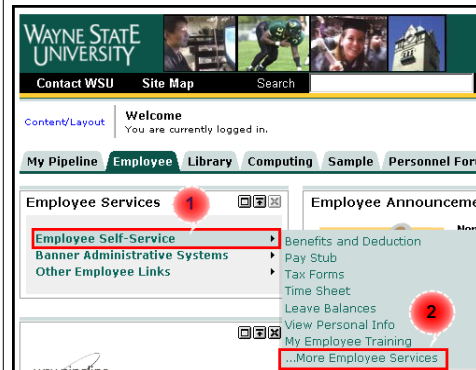 WAYNE STATE
UNIVERSITY
Contact WSU Site Map Search
Content/Layout
Welcome
You are currently logged in.
My Pipeline Employee Library Computing Sample Personnel For
Employee Services 1
Employee Announceme
Employee Self-Service
Banner Administrative Systems
Other Employee Links
Benefits and Deduction
Pay Stub
Tax Forms
Time Sheet
Leave Balances
View Personal Info
My Employee Training
...More Employee Services
2